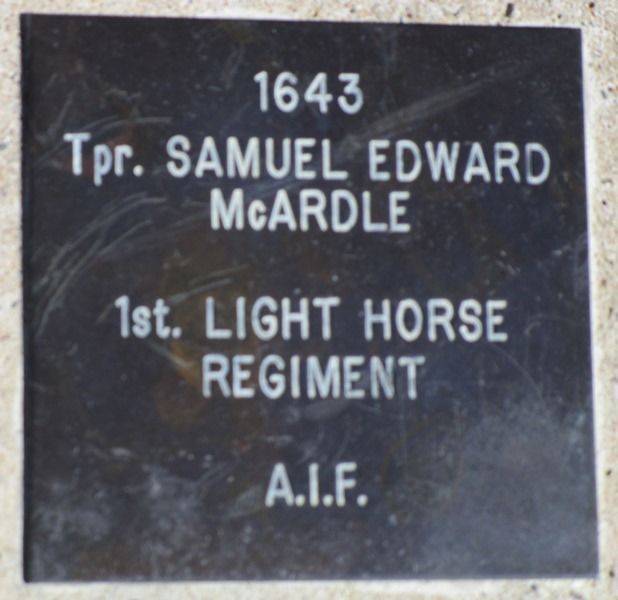 1643
Tpr. SAMUEL EDWARD
McARDLE
1st. LIGHT HORSE
REGIMENT
A.I.F.